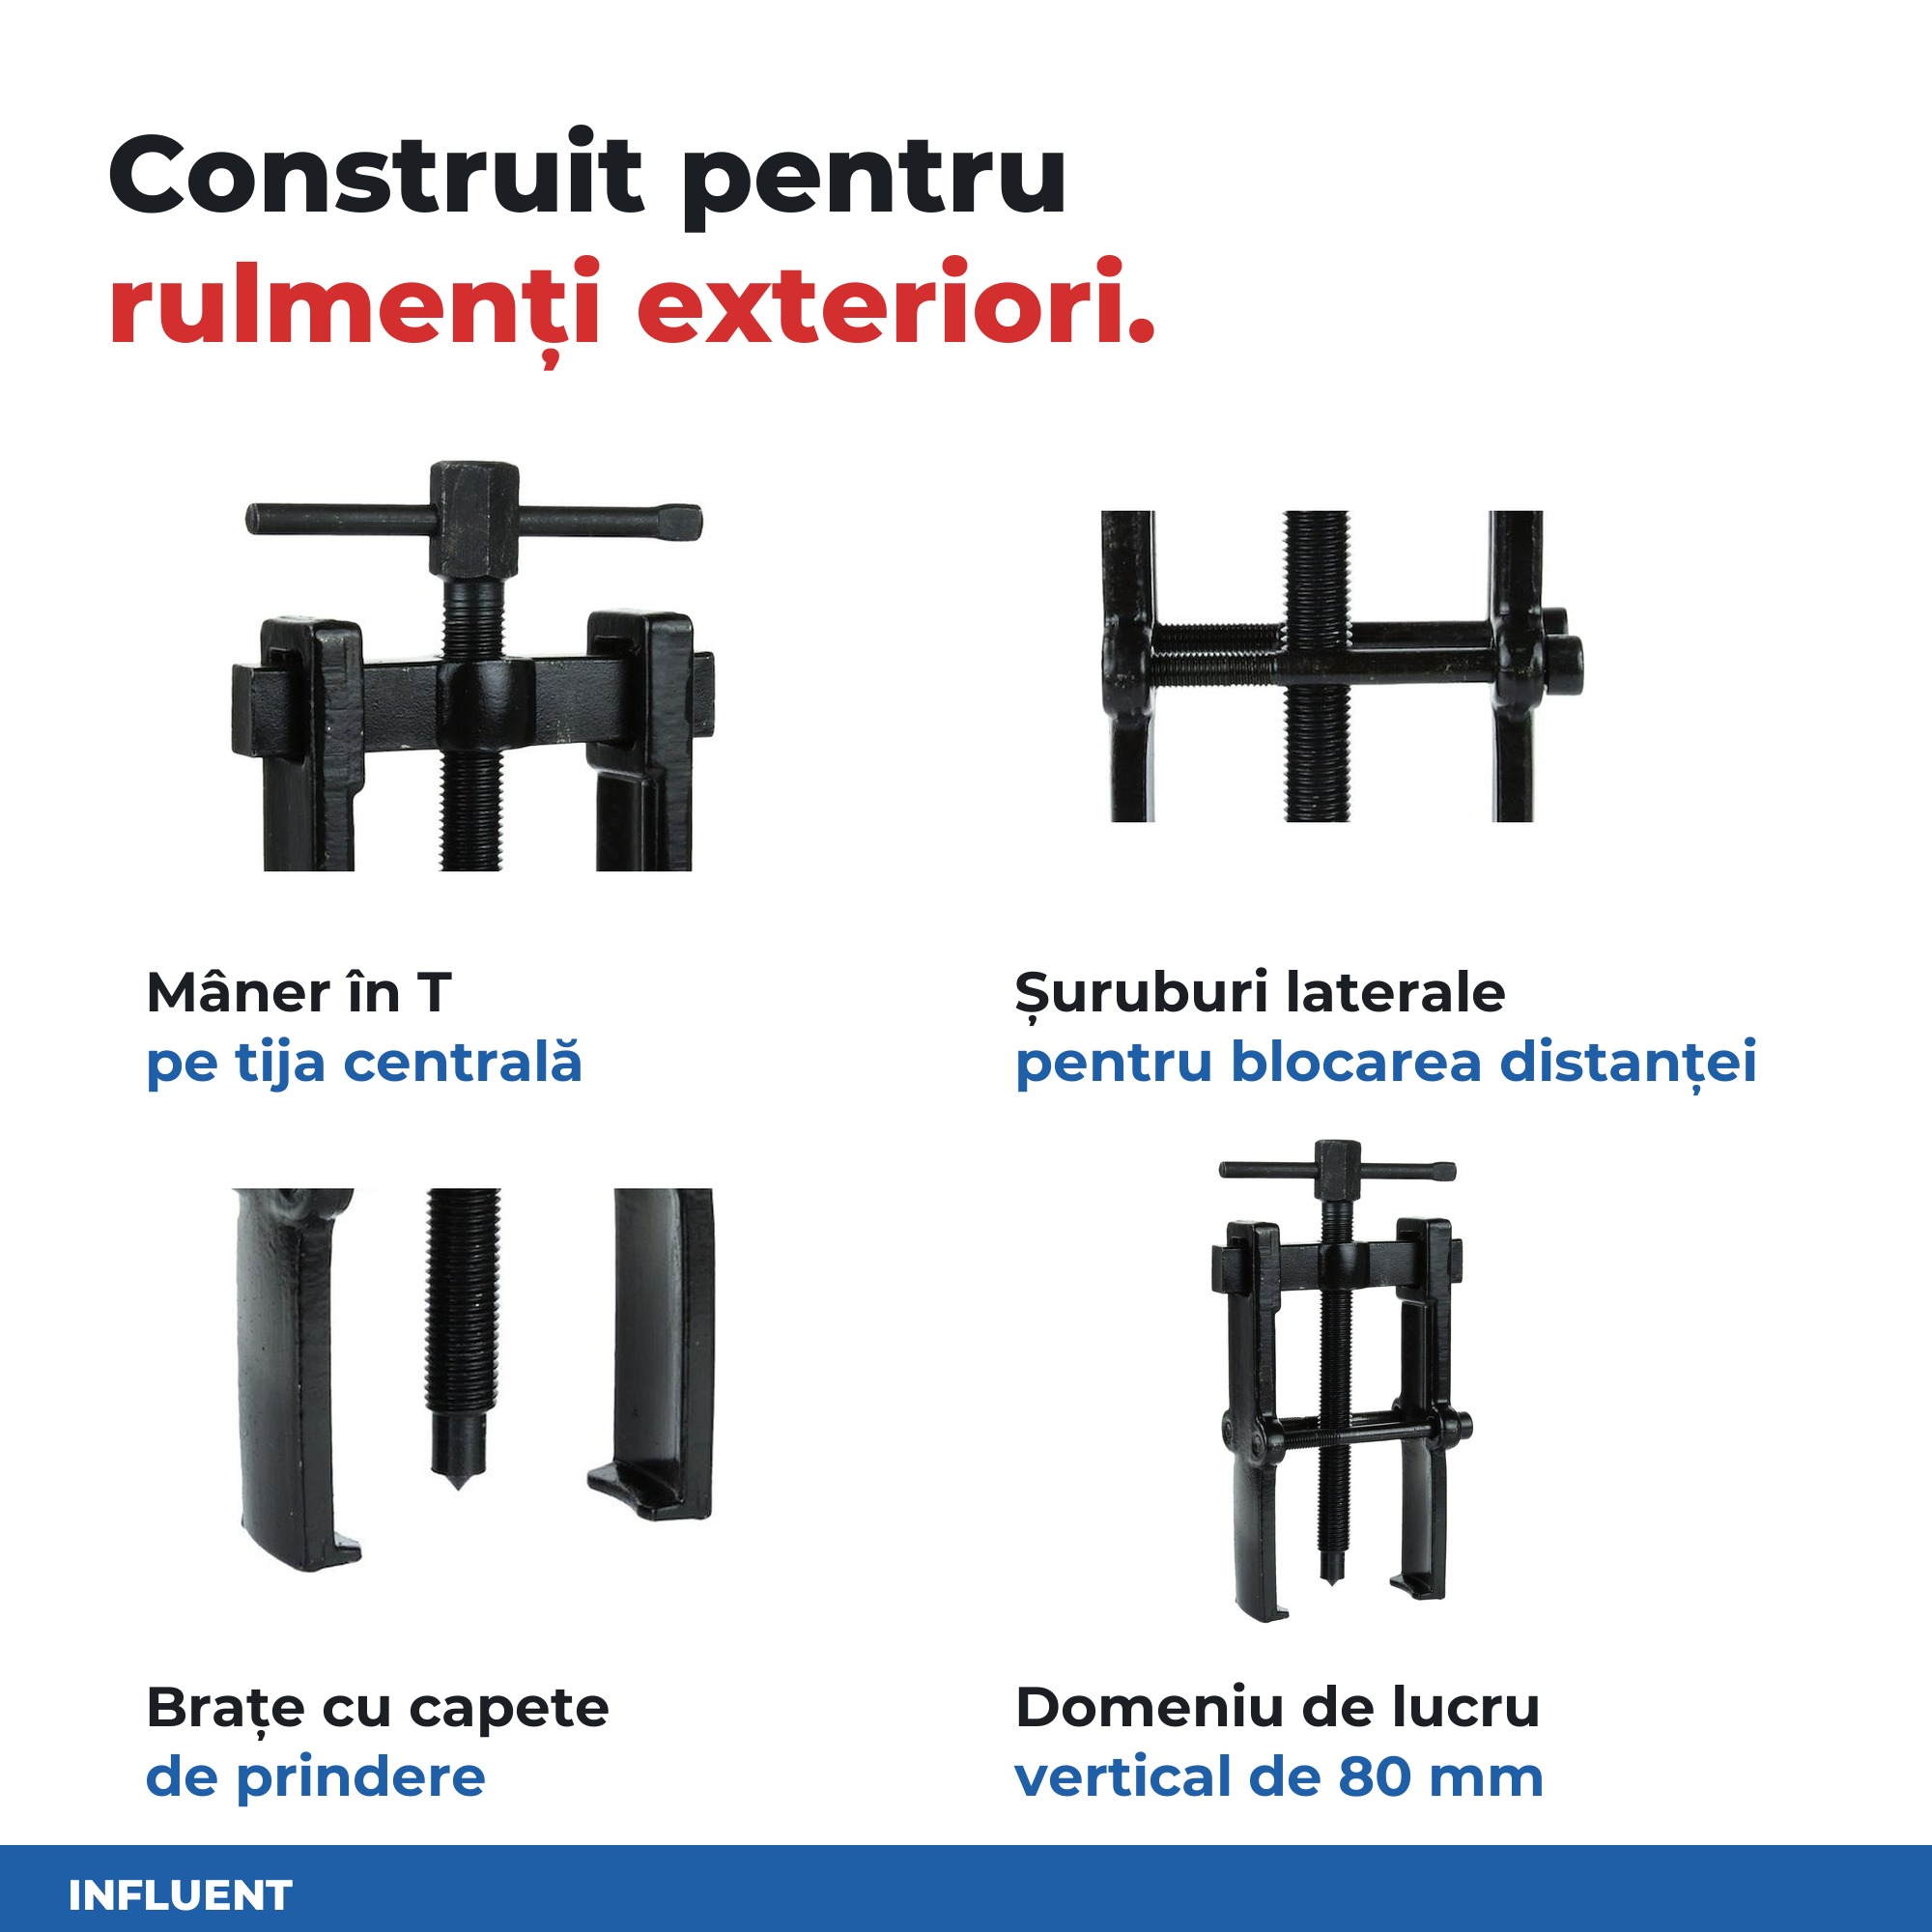 Construit pentru
rulmenți exteriori.
Mâner în T
pe tija centrală
Șuruburi laterale
pentru blocarea distanței
Brațe cu capete
de prindere
Domeniu de lucru
vertical de 80 mm
INFLUENT